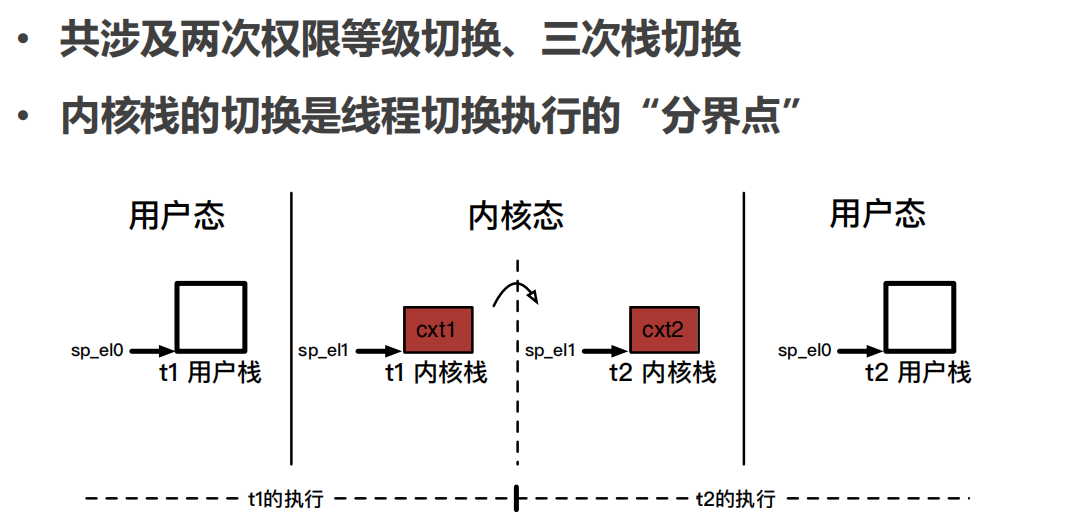 • 共涉及两次权限等级切换、三次栈切换
• 内核栈的切换是线程切换执行的“分界点”
用户态
内核态
用户态
cxt1
cxt2
sp_el0
sp_el1
sp_el1
sp_el0
t1 用户栈
t1 内核栈
t2 内核栈
t2 用户栈
t1的执行
t2的执行